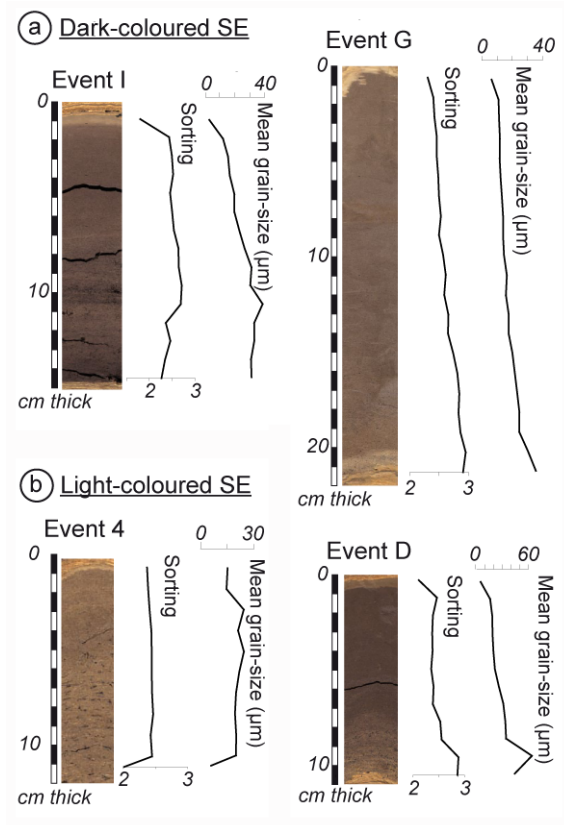 a Dark-coloured SE
Event I
0 40
0
10
Sorting
Mean grain-size (µm)
2 3
cm thick
Event G
0 40
0
10
20
Sorting
Mean grain-size (µm)
2 3
cm thick
b Light-coloured SE
Event 4
0 30
0
10
Sorting
Mean grain-size (µm)
2 3
cm thick
Event D
0 60
0
10
Sorting
Mean grain-size (µm)
2 3
cm thick